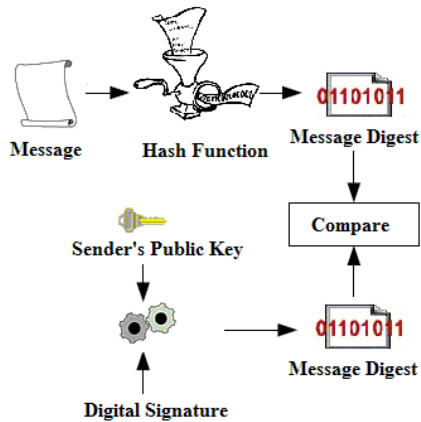 01101011
Message
Hash Function
Message Digest
Compare
Sender's Public Key
01101011
Message Digest
Digital Signature